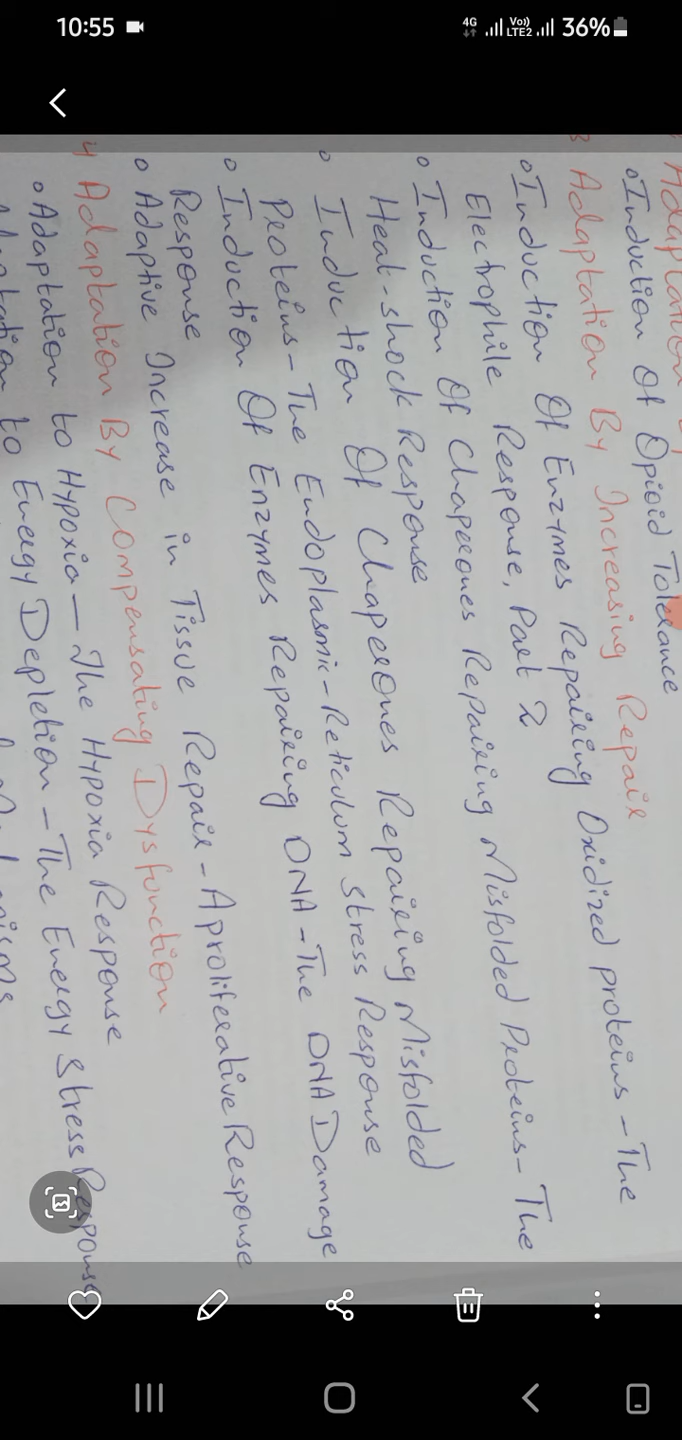 10:55
4G
Vo))
LTE2
36%
Adaptation
Induction Of Opioid Tolerance
3 Adaptation By Increasing Repair
Induction Of Enzymes Repairing Oxidized proteins - The
Electrophile Response, Part 2
Induction Of Chaperones Repairing Misfolded Proteins - The
Heat-shock Response
Induction Of Chaperones Repairing Misfolded
Proteins - The Endoplasmic-Reticulum Stress Response
Induction Of Enzymes Repairing DNA - The DNA Damage
Response
Adaptive Increase in Tissue Repair - A proliferative Response
4 Adaptation By Compensating Dysfonction
Adaptation to Hypoxia - The Hypoxia Response
Adaptation to Energy Depletion - The Energy Stress Response